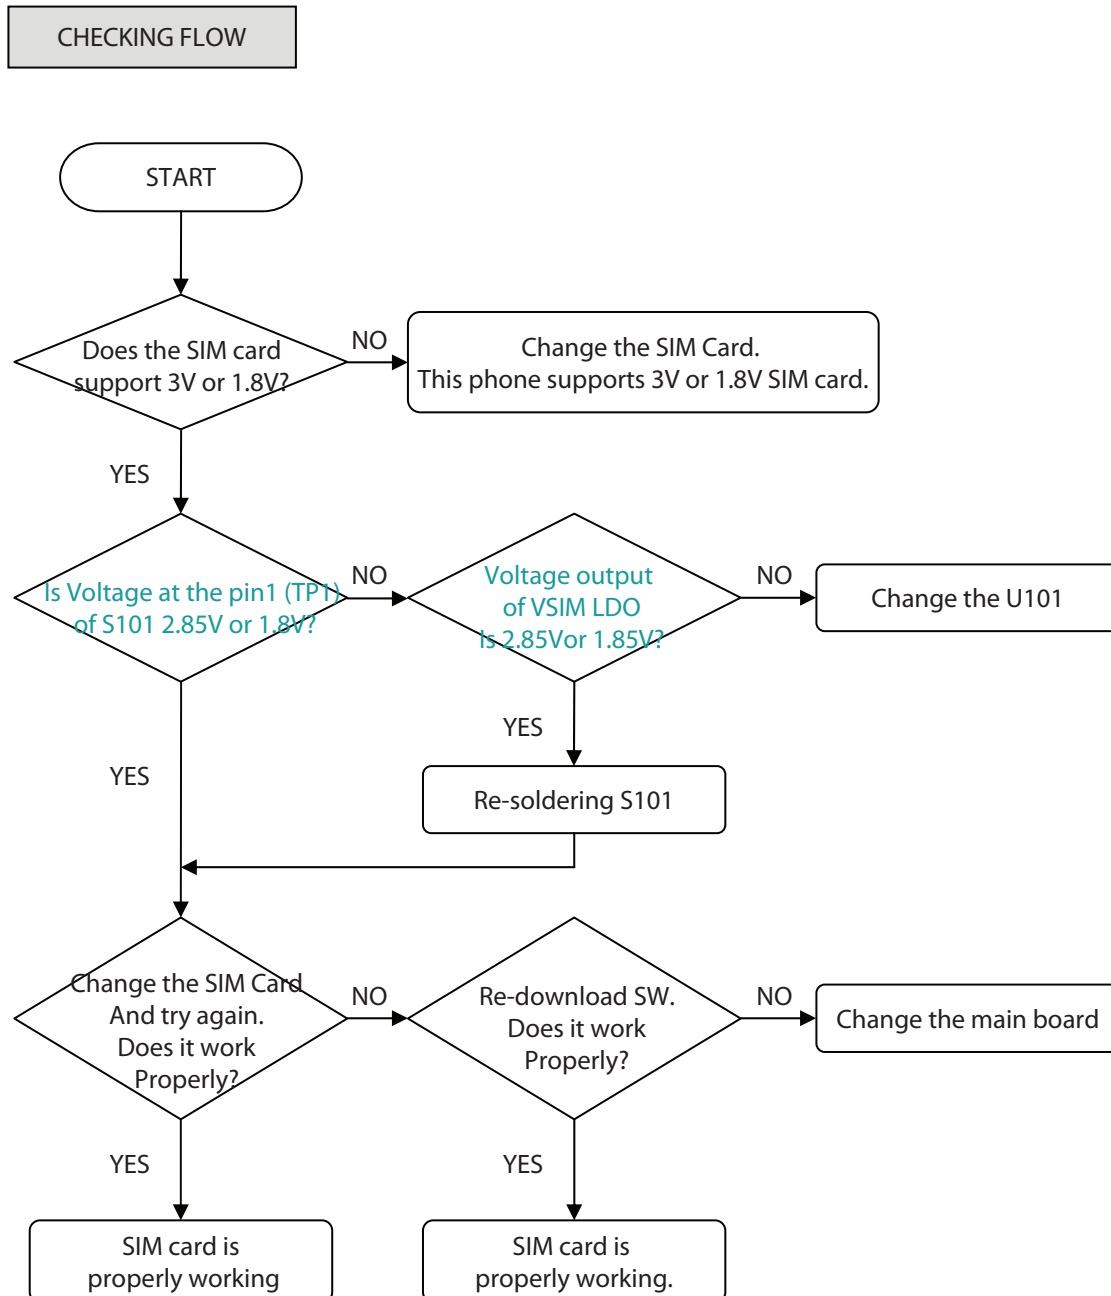 CHECKING FLOW
START
Does the SIM card
support 3V or 1.8V?
NO
Change the SIM Card.
This phone supports 3V or 1.8V SIM card.
YES
Is Voltage at the pin1 (TP1)
of S101 2.85V or 1.8V?
NO
Voltage output
of VSIM LDO
Is 2.85Vor 1.85V?
NO
Change the U101
YES
Re-soldering S101
YES
Change the SIM Card
And try again.
Does it work
Properly?
NO
Re-download SW.
Does it work
Properly?
NO
Change the main board
YES
SIM card is
properly working
YES
SIM card is
properly working.